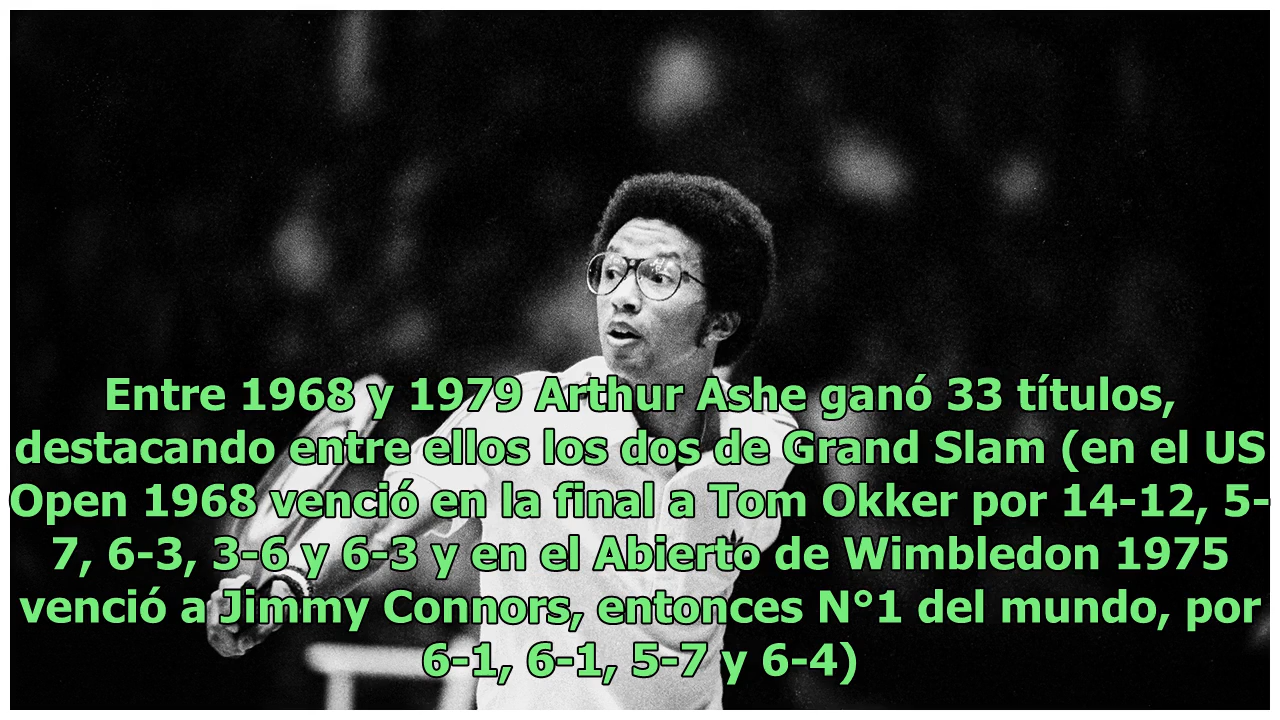 Entre 1968 y 1979 Arthur Ashe ganó 33 títulos,
destacando entre ellos los dos de Grand Slam (en el US
Open 1968 venció en la final a Tom Okker por 14-12, 5-
7, 6-3, 3-6 y 6-3 y en el Abierto de Wimbledon 1975
venció a Jimmy Connors, entonces N°1 del mundo, por
6-1, 6-1, 5-7 y 6-4)